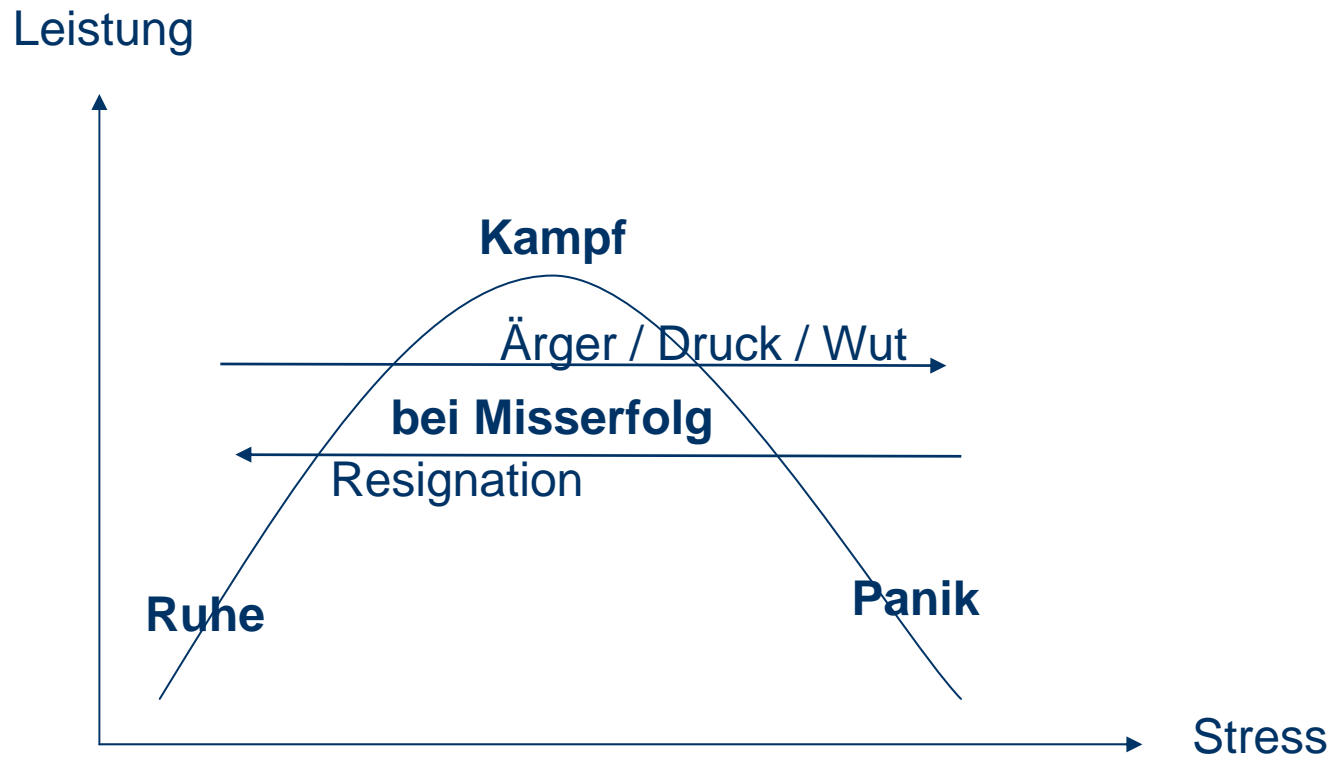 Leistung
Kampf
Ärger / Druck / Wut
bei Misserfolg
Resignation
Ruhe
Panik
Stress